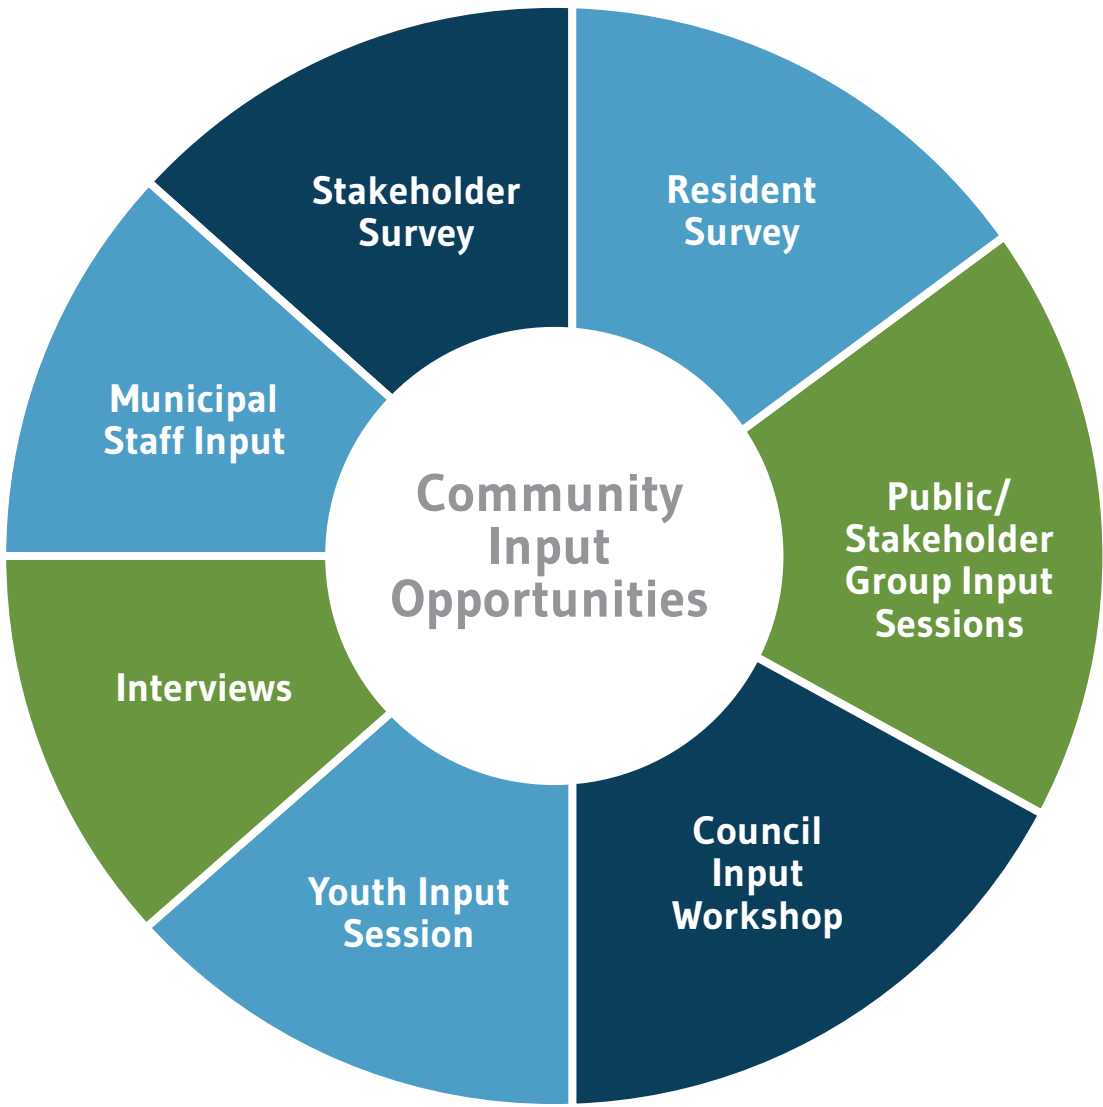 Stakeholder
Survey
Resident
Survey
Municipal
Staff Input
Public/
Stakeholder
Group Input
Sessions
Community
Input
Opportunities
Interviews
Council
Input
Workshop
Youth Input
Session